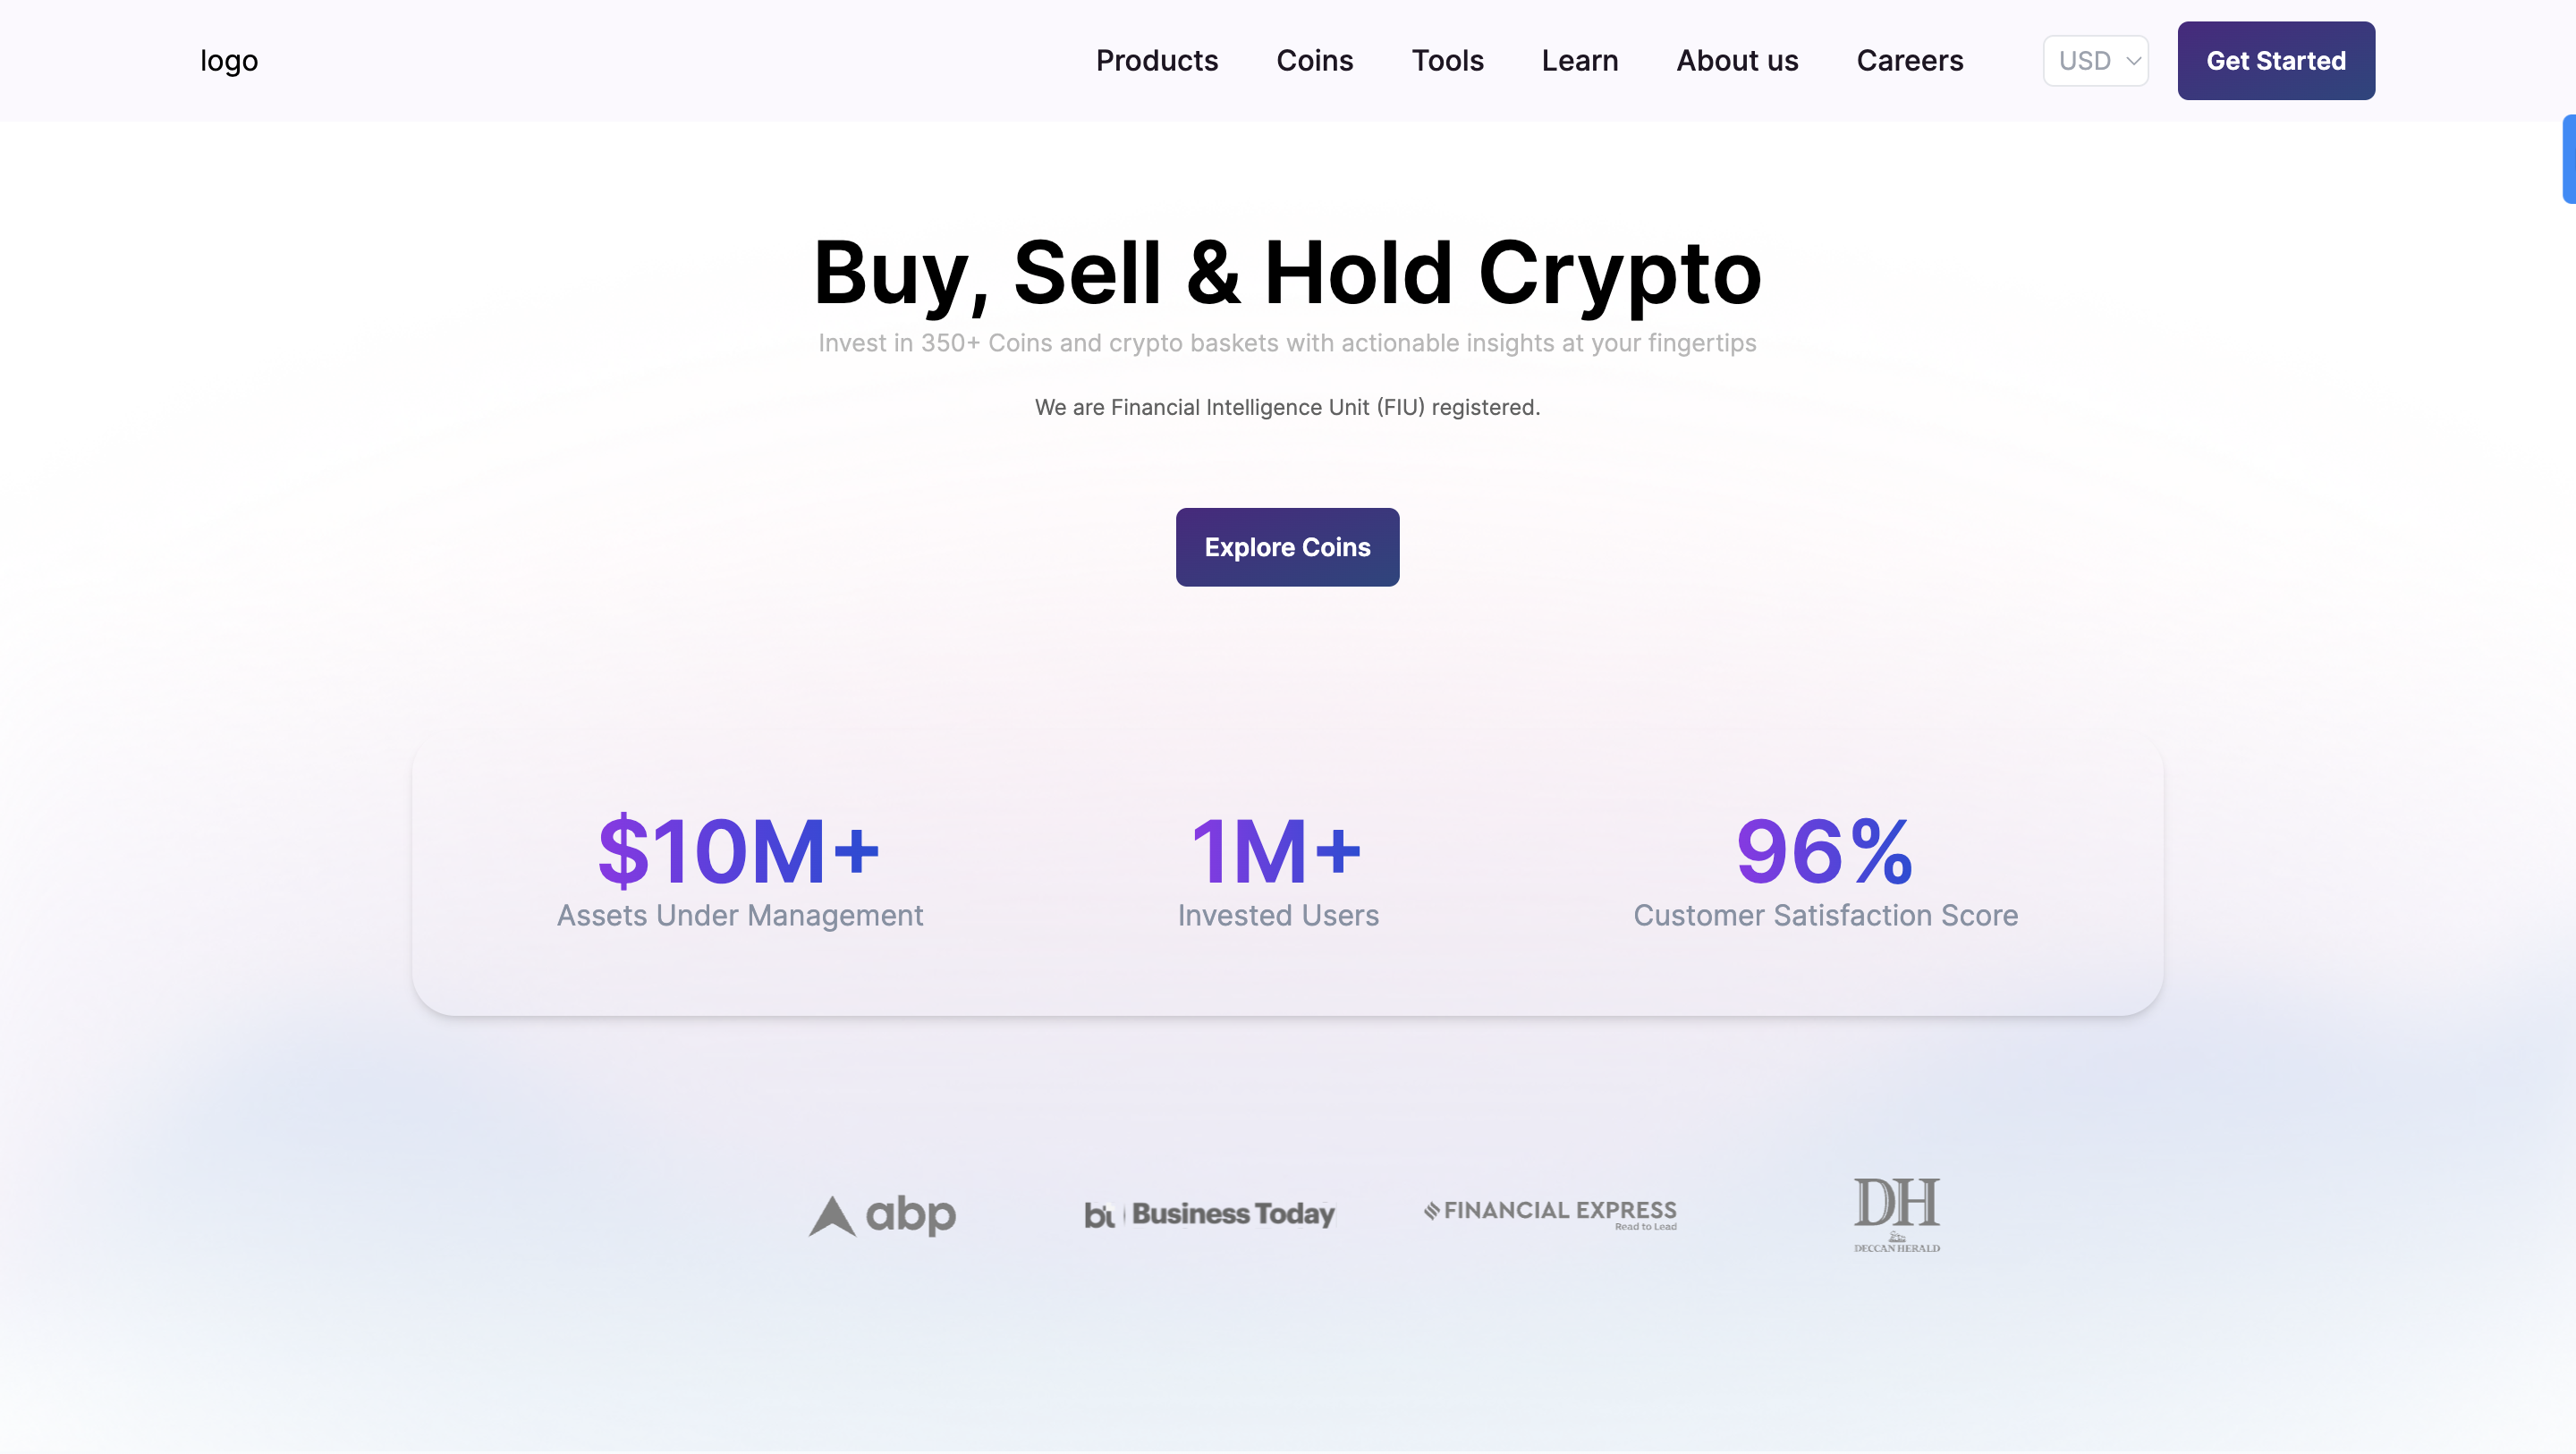 logo
Products
Coins
Tools
Learn
About us
Careers
USD
Get Started
Buy, Sell & Hold Crypto
Invest in 350+ Coins and crypto baskets with actionable insights at your fingertips
We are Financial Intelligence Unit (FIU) registered.
Explore Coins
$10M+
Assets Under Management
1M+
Invested Users
96%
Customer Satisfaction Score
abp
bt Business Today
FINANCIAL EXPRESS
Read to Lead
DH
DECCAN HERALD